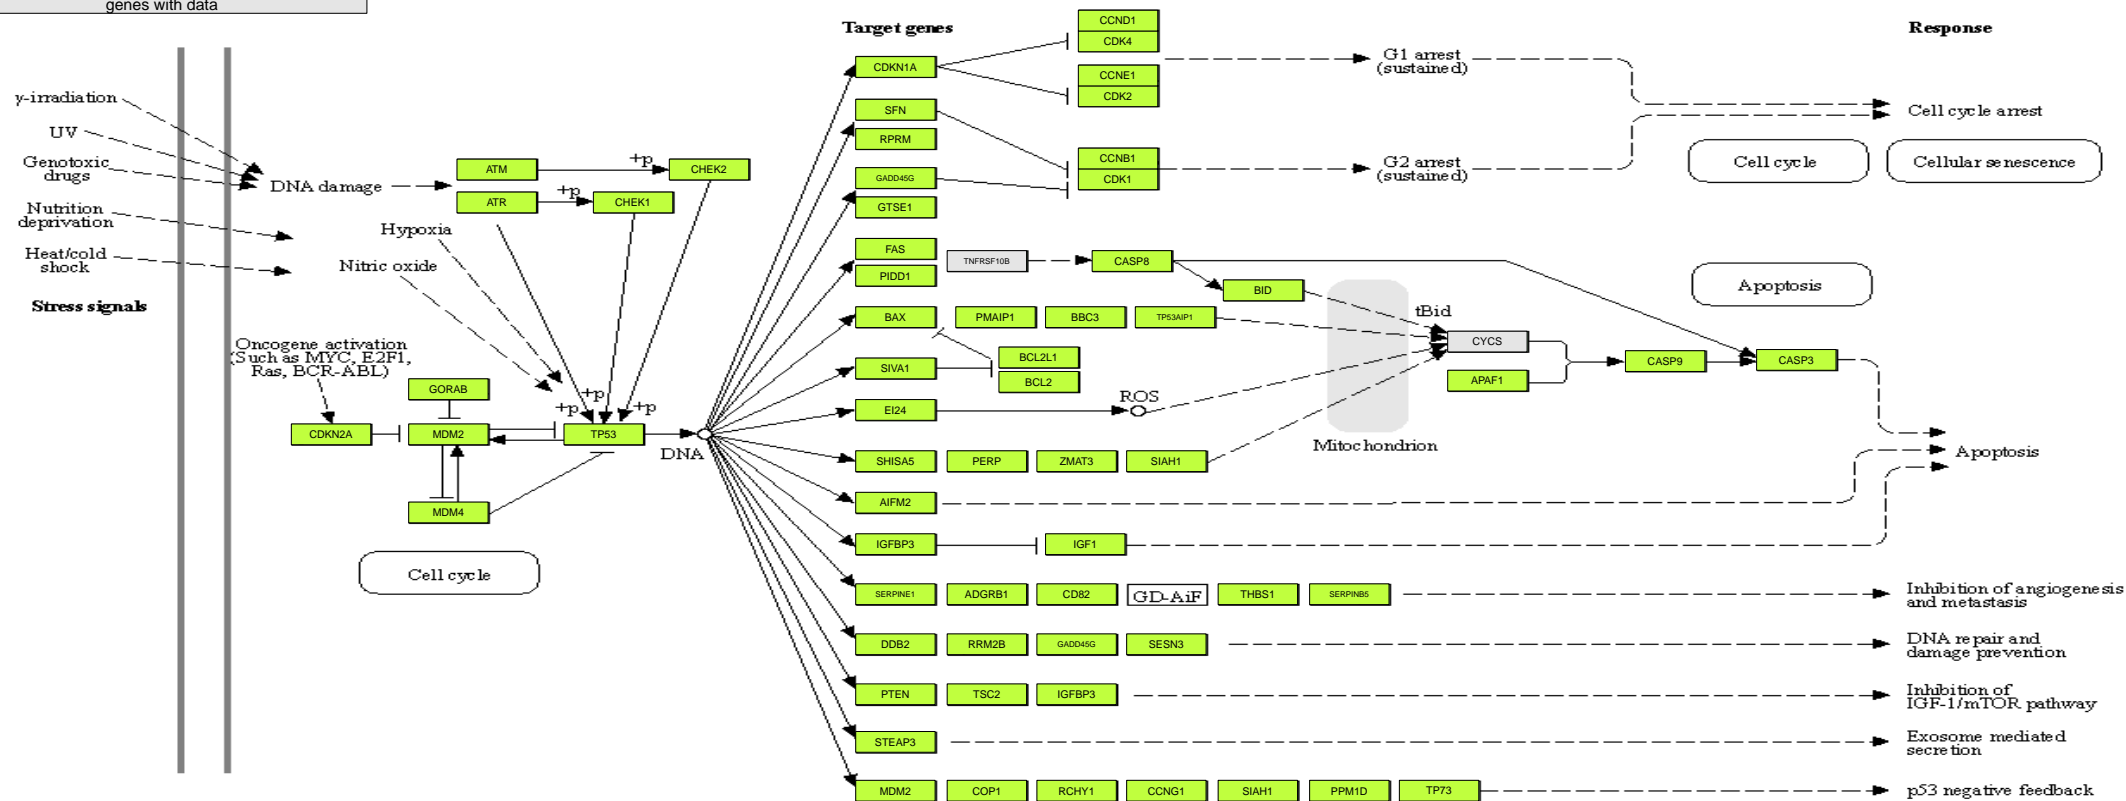 genes with data
Target genes
Response
γ-irradiation
UV
Genotoxic
drugs
Nutrition
deprivation
Heat/cold
shock
Stress signals
DNA damage
Hypoxia
Nitric oxide
Oncogene activation
(Such as MYC, E2F1,
Ras, BCR-ABL)
ATM
+p
CHEK2
ATR
+p
CHEK1
GORAB
+p
+p
+p
CDKN2A
MDM2
TP53
DNA
MDM4
Cell cycle
CDKN1A
CCND1
CDK4
CCNE1
CDK2
G1 arrest
(sustained)
SFN
RPRM
CCNB1
CDK1
G2 arrest
(sustained)
GADD45G
GTSE1
Cell cycle arrest
Cell cycle
Cellular senescence
FAS
PIDD1
TNFRSF10B
CASP8
BID
Apoptosis
BAX
PMAIP1
BBC3
TP53AIP1
tBid
CYCS
BCL2L1
BCL2
SIVA1
APAF1
CASP9
CASP3
EI24
ROS
Mitochondrion
SHISA5
PERP
ZMAT3
SIAH1
Apoptosis
AIFM2
IGFBP3
IGF1
SERPINE1
ADGRB1
CD82
GD-AiF
THBS1
SERPINB5
Inhibition of angiogenesis
and metastasis
DDB2
RRM2B
GADD45G
SESN3
DNA repair and
damage prevention
PTEN
TSC2
IGFBP3
Inhibition of
IGF-1/mTOR pathway
STEAP3
Exosome mediated
secretion
MDM2
COP1
RCHY1
CCNG1
SIAH1
PPM1D
TP73
p53 negative feedback